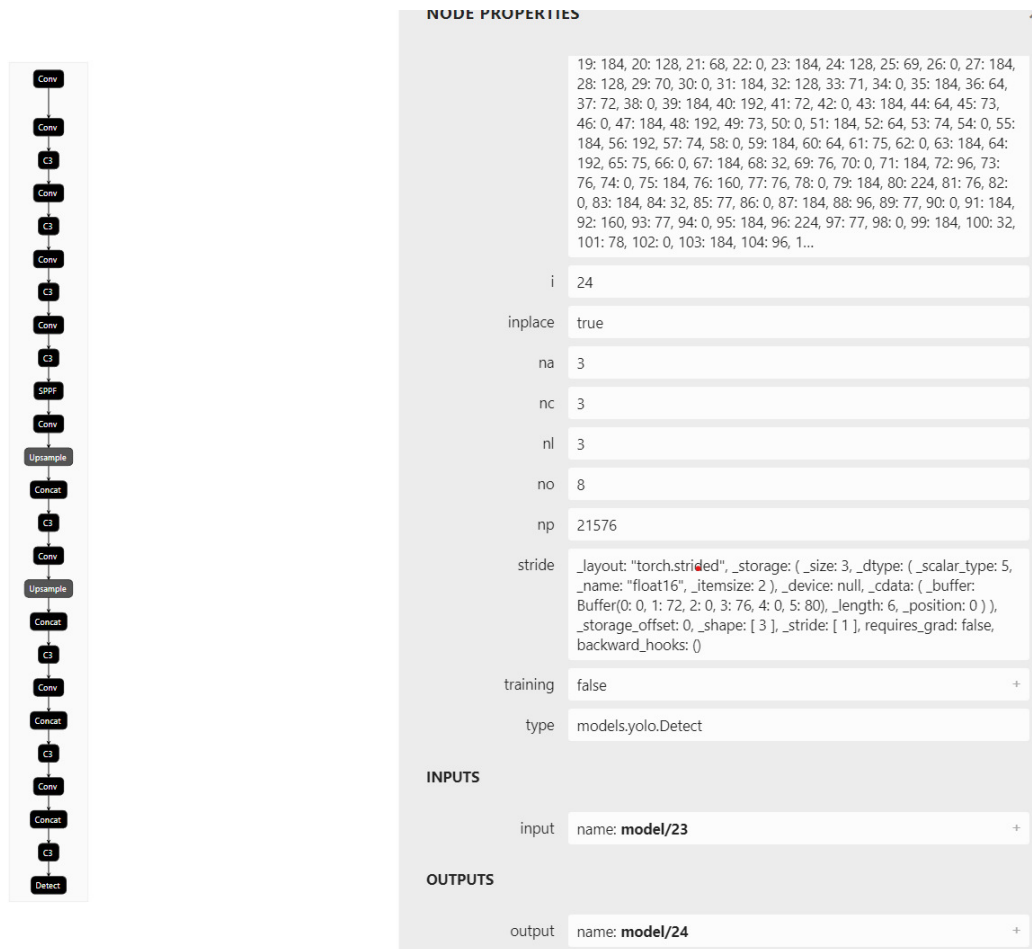 Conv
Conv
C3
Conv
C3
Conv
C3
Conv
C3
SPPF
Conv
Upsample
Concat
C3
Conv
Upsample
Concat
C3
Conv
Concat
C3
Conv
Concat
C3
Detect
NODE PROPERTIES
19: 184, 20: 128, 21: 68, 22: 0, 23: 184, 24: 128, 25: 69, 26: 0, 27: 184,
28: 128, 29: 70, 30: 0, 31: 184, 32: 128, 33: 71, 34: 0, 35: 184, 36: 64,
37: 72, 38: 0, 39: 184, 40: 192, 41: 72, 42: 0, 43: 184, 44: 64, 45: 73,
46: 0, 47: 184, 48: 192, 49: 73, 50: 0, 51: 184, 52: 64, 53: 74, 54: 0, 55:
184, 56: 192, 57: 74, 58: 0, 59: 184, 60: 64, 61: 75, 62: 0, 63: 184, 64:
192, 65: 75, 66: 0, 67: 184, 68: 32, 69: 76, 70: 0, 71: 184, 72: 96, 73:
76, 74: 0, 75: 184, 76: 160, 77: 76, 78: 0, 79: 184, 80: 224, 81: 76, 82:
0, 83: 184, 84: 32, 85: 77, 86: 0, 87: 184, 88: 96, 89: 77, 90: 0, 91: 184,
92: 160, 93: 77, 94: 0, 95: 184, 96: 224, 97: 77, 98: 0, 99: 184, 100: 32,
101: 78, 102: 0, 103: 184, 104: 96, 1...
i 24
inplace true
na 3
nc 3
nl 3
no 8
np 21576
stride _layout: "torch.strided", _storage: ( _size: 3, _dtype: ( _scalar_type: 5,
_name: "float16", _itemsize: 2 ), _device: null, _cdata: ( _buffer:
Buffer(0: 0, 1: 72, 2: 0, 3: 76, 4: 0, 5: 80), _length: 6, _position: 0 ) ),
_storage_offset: 0, _shape: [ 3 ], _stride: [ 1 ], requires_grad: false,
backward_hooks: ()
training false +
type models.yolo.Detect
INPUTS
input name: model/23 +
OUTPUTS
output name: model/24 +